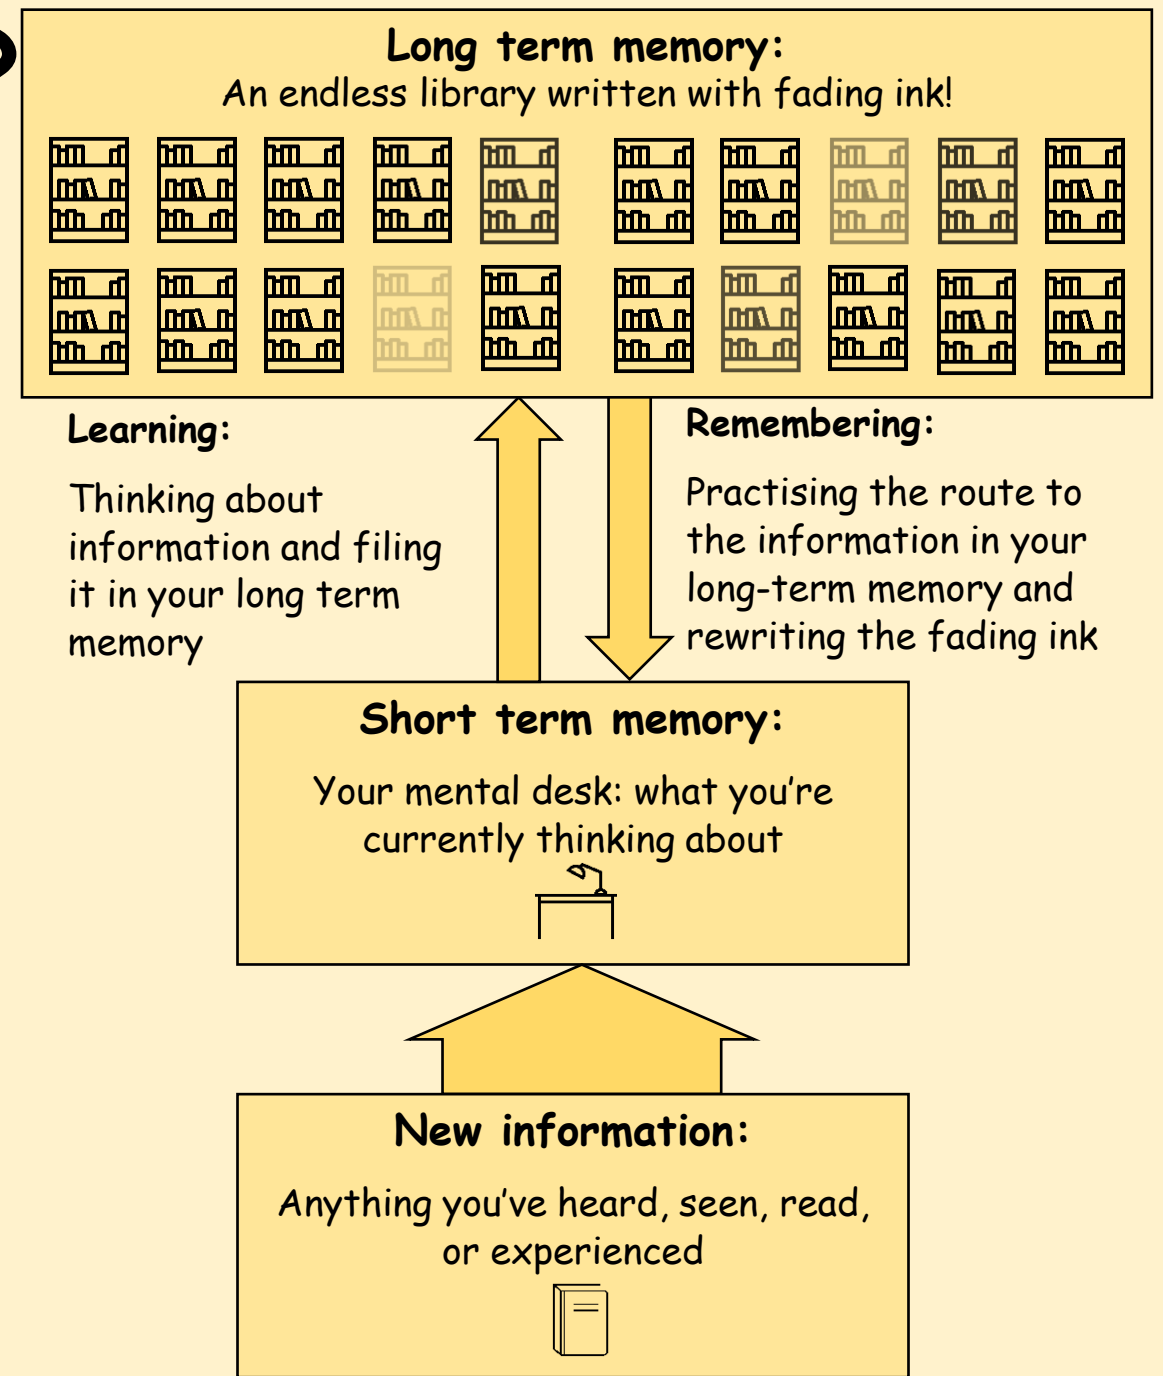 Long term memory:
An endless library written with fading ink!
Learning:
Thinking about
information and filing
it in your long term
memory
Remembering:
Practising the route to
the information in your
long-term memory and
rewriting the fading ink
Short term memory:
Your mental desk: what you're
currently thinking about
New information:
Anything you've heard, seen, read,
or experienced